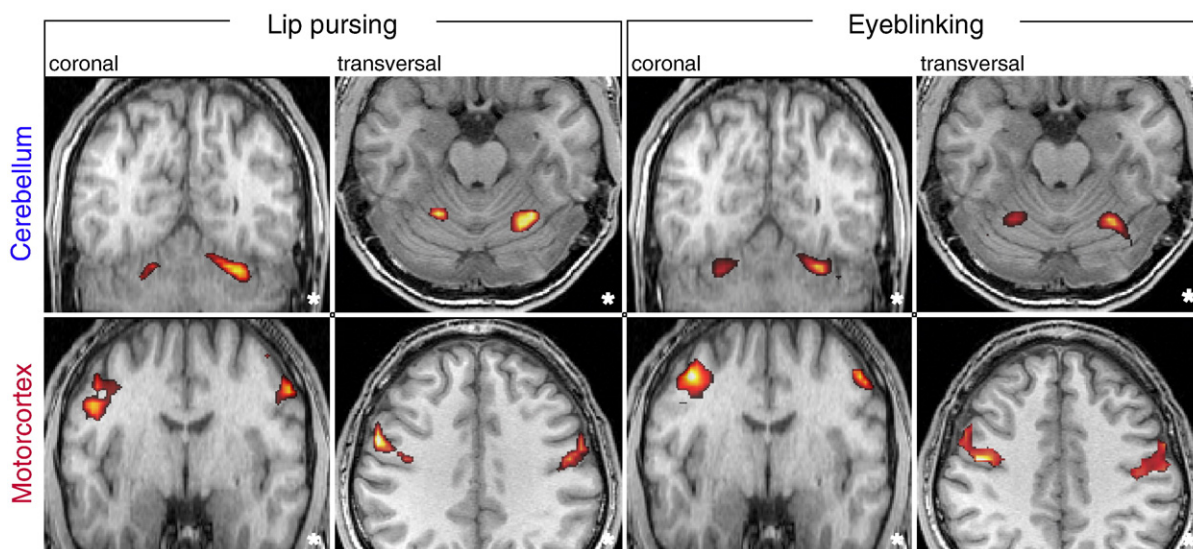 Lip pursing
Eyeblinking
coronal
transversal
coronal
transversal
Cerebellum
*
*
*
*
Motorcortex
*
*
*
*